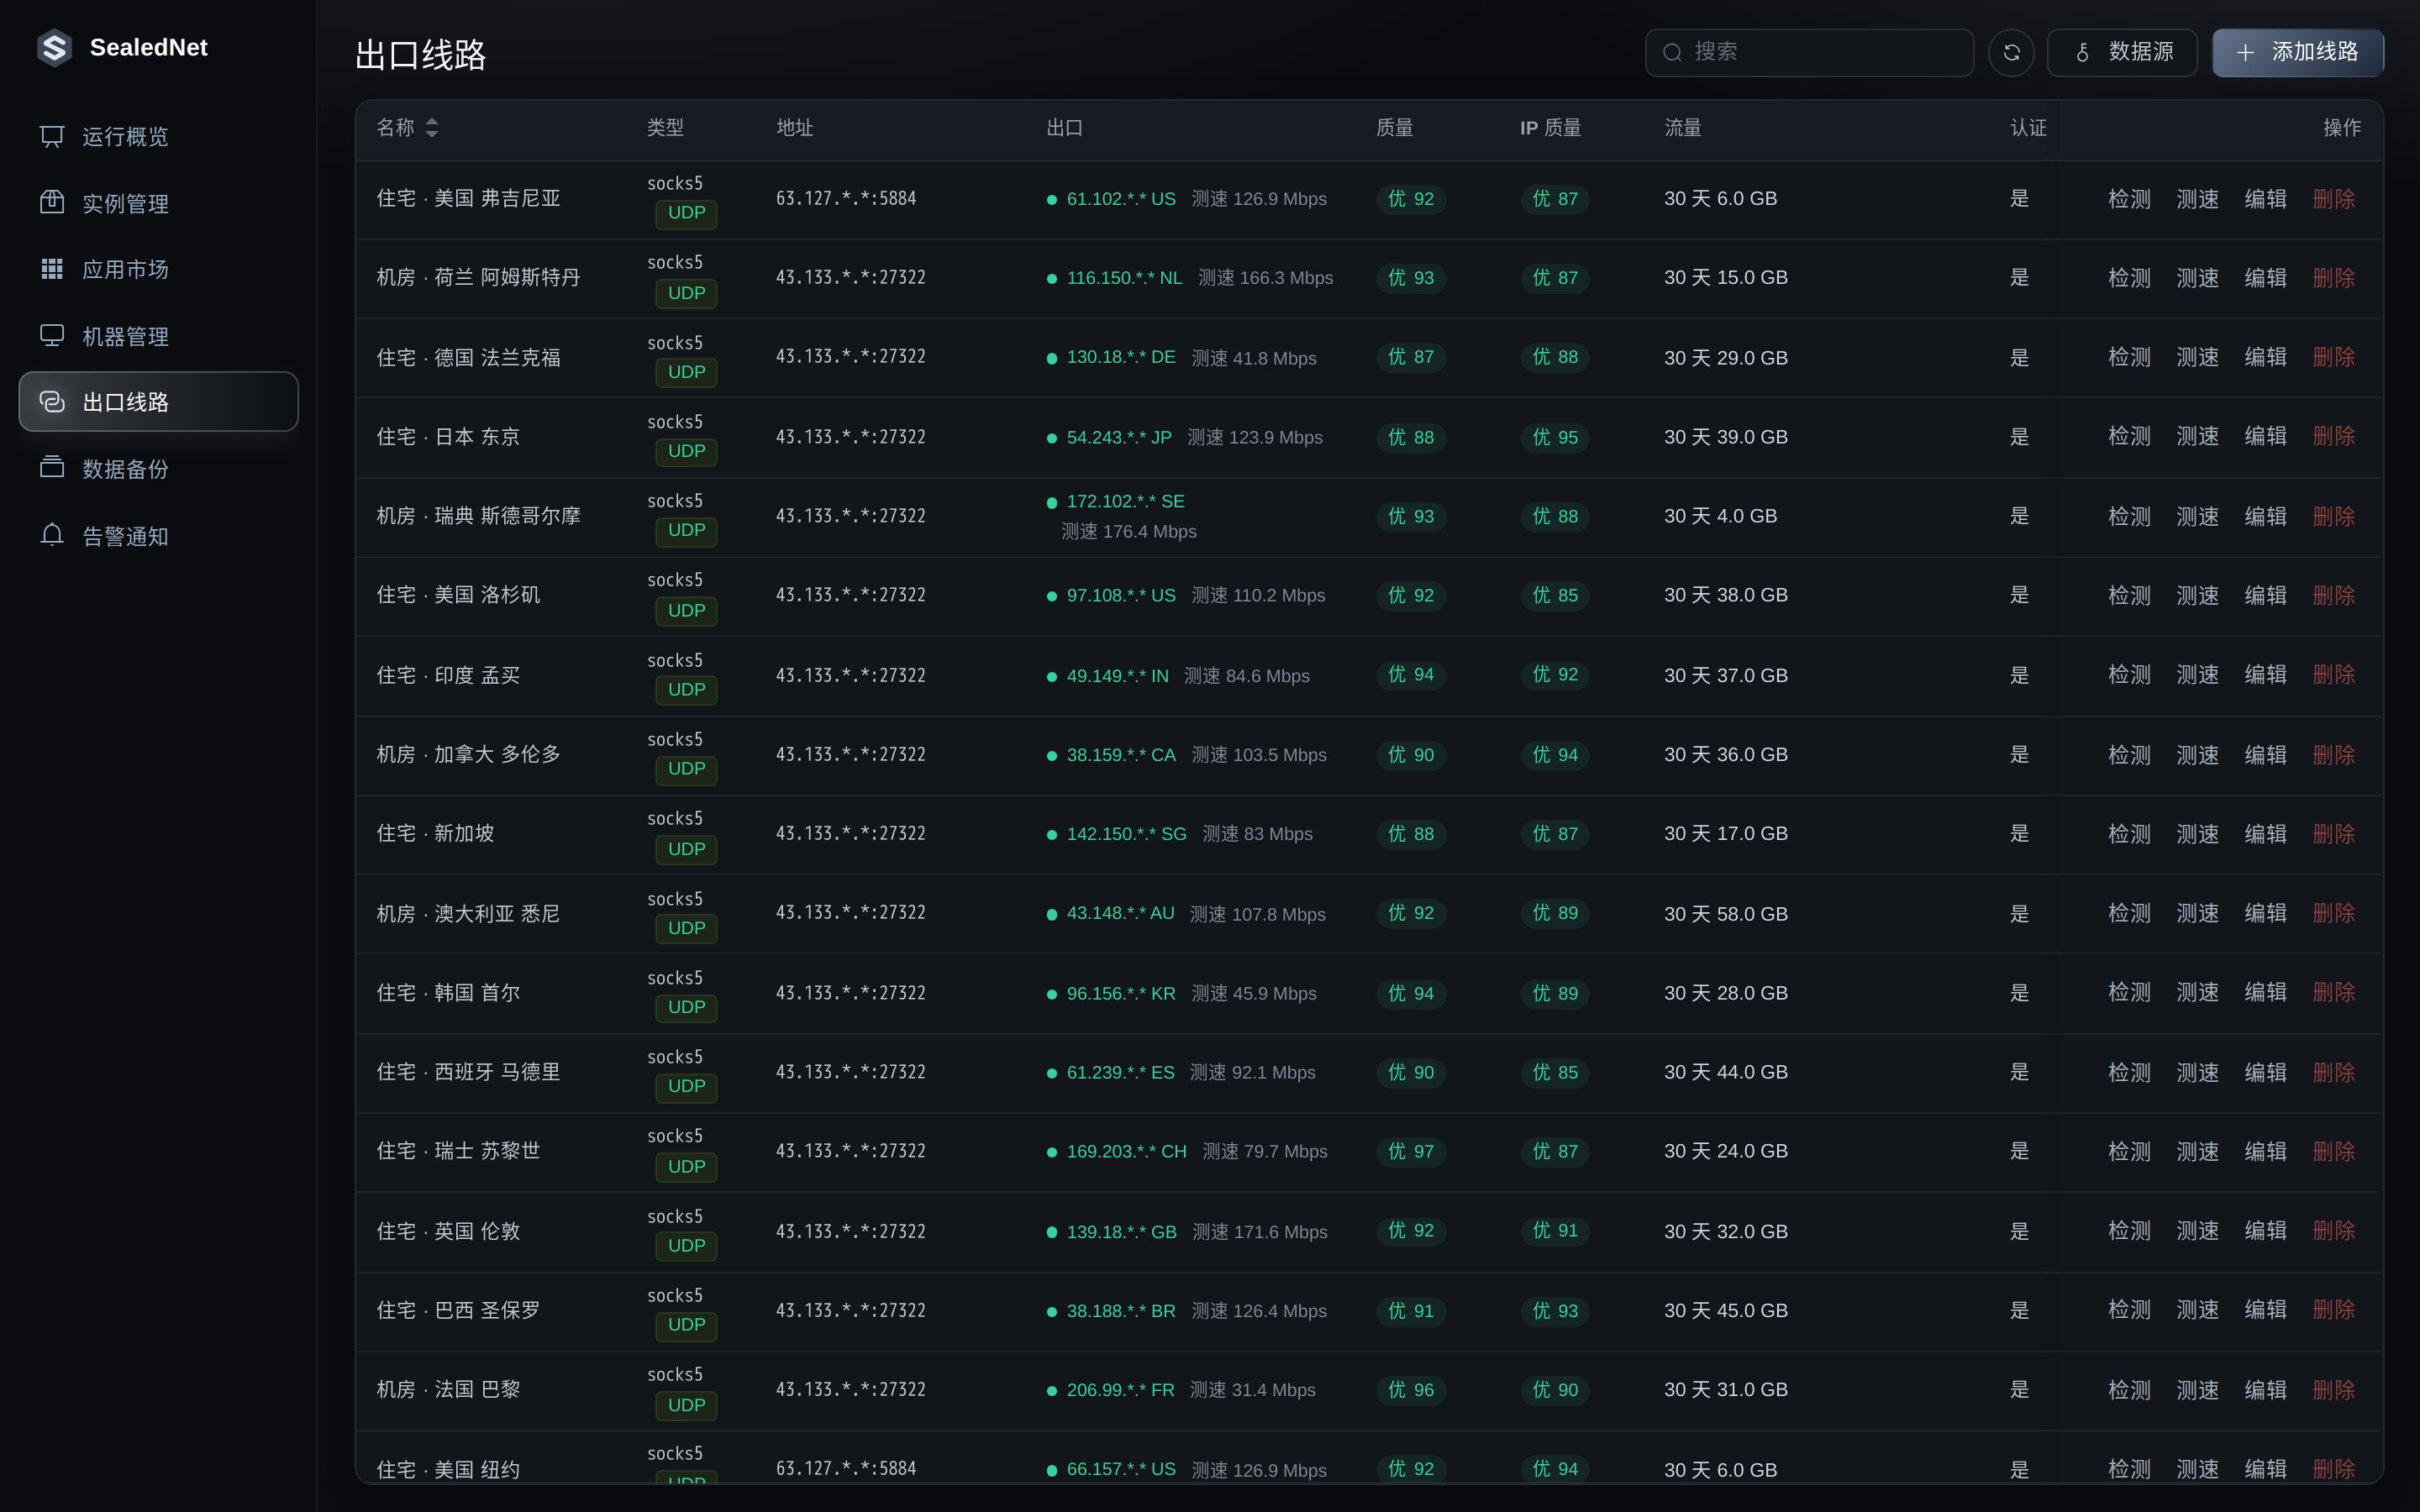 SealedNet
运行概览
实例管理
应用市场
机器管理
出口线路
数据备份
告警通知
出口线路
搜索
数据源
添加线路
名称 类型 地址 出口 质量 IP 质量 流量 认证 操作
住宅 · 美国 弗吉尼亚 socks5 UDP 63.127.*.*:5884 61.102.*.* US 测速 126.9 Mbps 优 92 优 87 30 天 6.0 GB 是 检测 测速 编辑 删除
机房 · 荷兰 阿姆斯特丹 socks5 UDP 43.133.*.*:27322 116.150.*.* NL 测速 166.3 Mbps 优 93 优 87 30 天 15.0 GB 是 检测 测速 编辑 删除
住宅 · 德国 法兰克福 socks5 UDP 43.133.*.*:27322 130.18.*.* DE 测速 41.8 Mbps 优 87 优 88 30 天 29.0 GB 是 检测 测速 编辑 删除
住宅 · 日本 东京 socks5 UDP 43.133.*.*:27322 54.243.*.* JP 测速 123.9 Mbps 优 88 优 95 30 天 39.0 GB 是 检测 测速 编辑 删除
机房 · 瑞典 斯德哥尔摩 socks5 UDP 43.133.*.*:27322 172.102.*.* SE 测速 176.4 Mbps 优 93 优 88 30 天 4.0 GB 是 检测 测速 编辑 删除
住宅 · 美国 洛杉矶 socks5 UDP 43.133.*.*:27322 97.108.*.* US 测速 110.2 Mbps 优 92 优 85 30 天 38.0 GB 是 检测 测速 编辑 删除
住宅 · 印度 孟买 socks5 UDP 43.133.*.*:27322 49.149.*.* IN 测速 84.6 Mbps 优 94 优 92 30 天 37.0 GB 是 检测 测速 编辑 删除
机房 · 加拿大 多伦多 socks5 UDP 43.133.*.*:27322 38.159.*.* CA 测速 103.5 Mbps 优 90 优 94 30 天 36.0 GB 是 检测 测速 编辑 删除
住宅 · 新加坡 socks5 UDP 43.133.*.*:27322 142.150.*.* SG 测速 83 Mbps 优 88 优 87 30 天 17.0 GB 是 检测 测速 编辑 删除
机房 · 澳大利亚 悉尼 socks5 UDP 43.133.*.*:27322 43.148.*.* AU 测速 107.8 Mbps 优 92 优 89 30 天 58.0 GB 是 检测 测速 编辑 删除
住宅 · 韩国 首尔 socks5 UDP 43.133.*.*:27322 96.156.*.* KR 测速 45.9 Mbps 优 94 优 89 30 天 28.0 GB 是 检测 测速 编辑 删除
住宅 · 西班牙 马德里 socks5 UDP 43.133.*.*:27322 61.239.*.* ES 测速 92.1 Mbps 优 90 优 85 30 天 44.0 GB 是 检测 测速 编辑 删除
住宅 · 瑞士 苏黎世 socks5 UDP 43.133.*.*:27322 169.203.*.* CH 测速 79.7 Mbps 优 97 优 87 30 天 24.0 GB 是 检测 测速 编辑 删除
住宅 · 英国 伦敦 socks5 UDP 43.133.*.*:27322 139.18.*.* GB 测速 171.6 Mbps 优 92 优 91 30 天 32.0 GB 是 检测 测速 编辑 删除
住宅 · 巴西 圣保罗 socks5 UDP 43.133.*.*:27322 38.188.*.* BR 测速 126.4 Mbps 优 91 优 93 30 天 45.0 GB 是 检测 测速 编辑 删除
机房 · 法国 巴黎 socks5 UDP 43.133.*.*:27322 206.99.*.* FR 测速 31.4 Mbps 优 96 优 90 30 天 31.0 GB 是 检测 测速 编辑 删除
住宅 · 美国 纽约 socks5 UDP 63.127.*.*:5884 66.157.*.* US 测速 126.9 Mbps 优 92 优 94 30 天 6.0 GB 是 检测 测速 编辑 删除